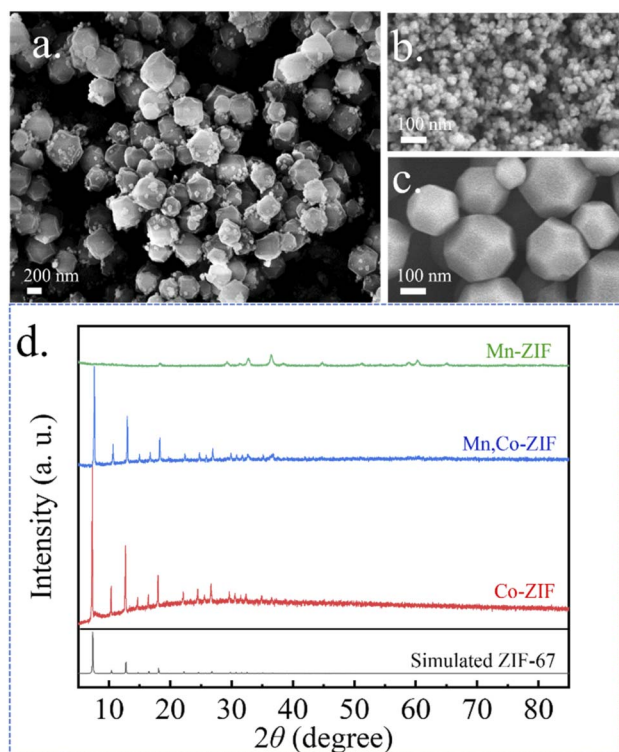 a.
200 nm
b.
100 nm
c.
100 nm
d.
Mn-ZIF
Mn,Co-ZIF
Co-ZIF
Simulated ZIF-67
Intensity (a. u.)
10 20 30 40 50 60 70 80
2θ (degree)